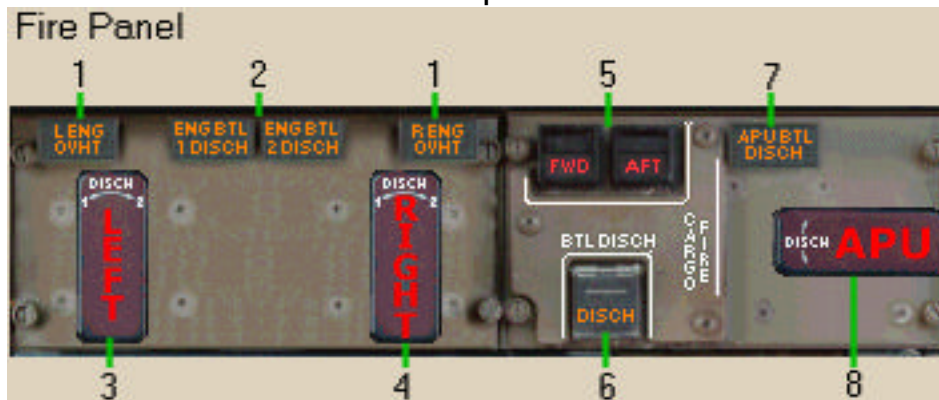 Fire Panel
1 2 1 5 7
L ENG
OVHT
ENG BTL
1 DISCH
ENG BTL
2 DISCH
R ENG
OVHT
FWD
AFT
APU BTL
DISCH
DISCH
1 2
LEFT
DISCH
1 2
RIGHT
CARGO
FIRE
BTL DISCH
DISCH
DISCH
APU
3 4 6 8